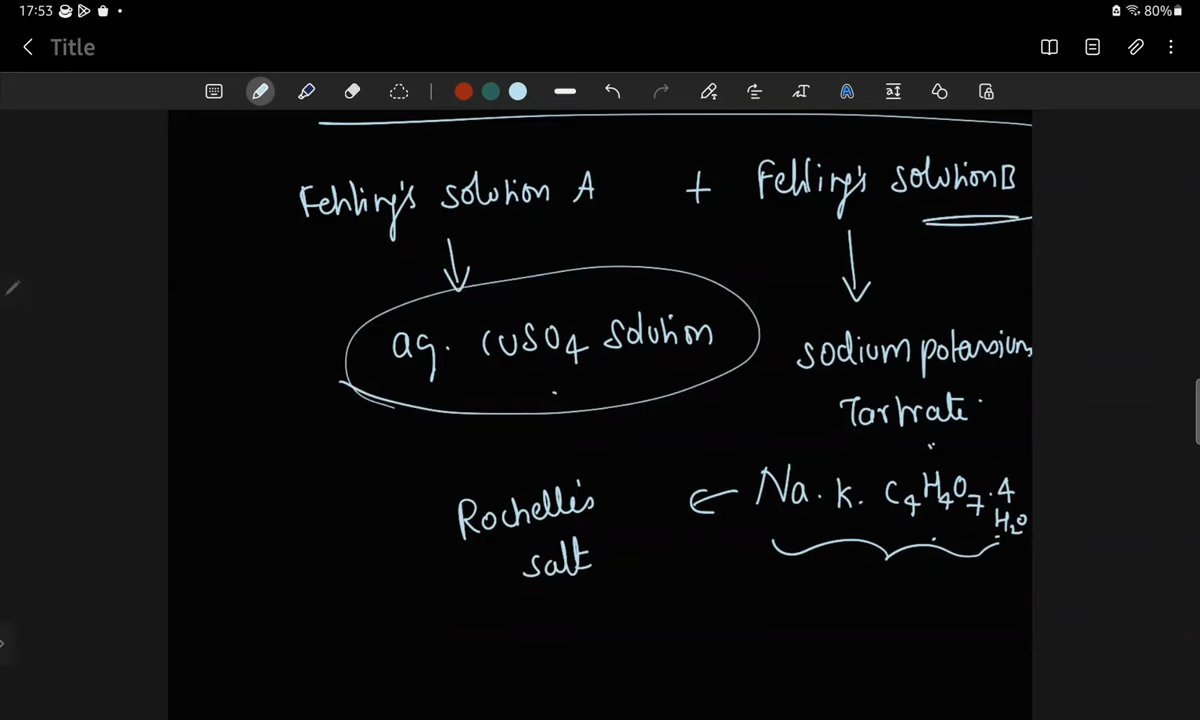 17:53 80%
Title
Fehling's solution A + Fehling's solution B
aq. CuSO4 solution
sodium potassium
Tartrate
Rochelle's ← Na. K. C4H4O7.4
H2O
salt